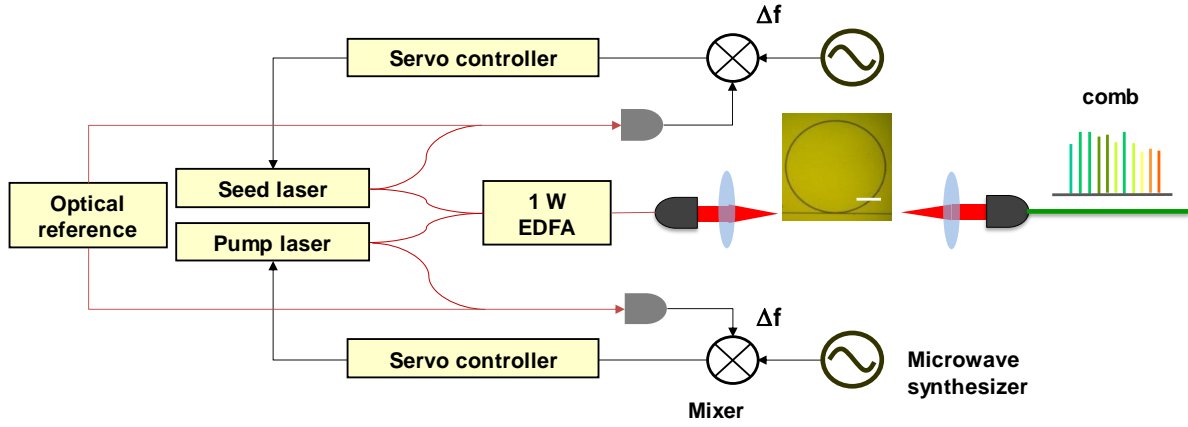 Δf
Servo controller
comb
Seed laser
Optical
reference
1 W
EDFA
Pump laser
Δf
Servo controller
Microwave
synthesizer
Mixer